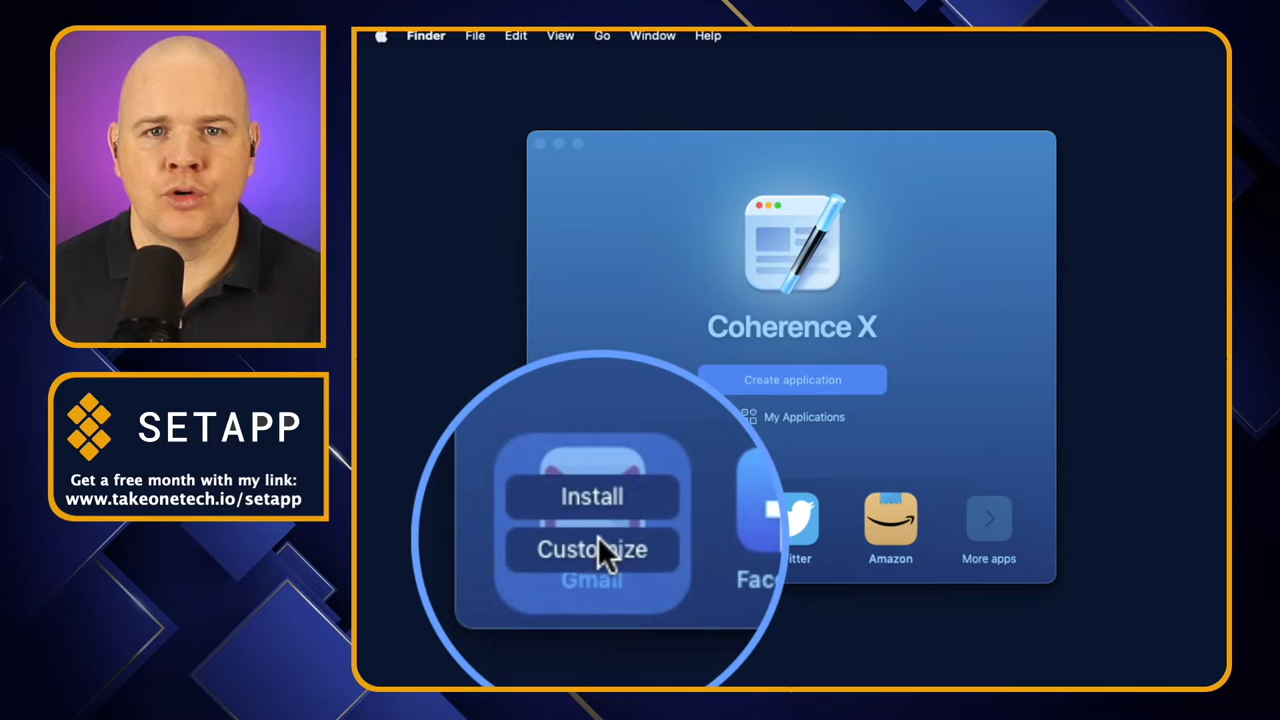 Finder File Edit View Go Window Help
Coherence X
Create application
My Applications
Install
Customize
Gmail
Amazon
More apps
SETAPP
Get a free month with my link:
www.takeonetech.io/setapp